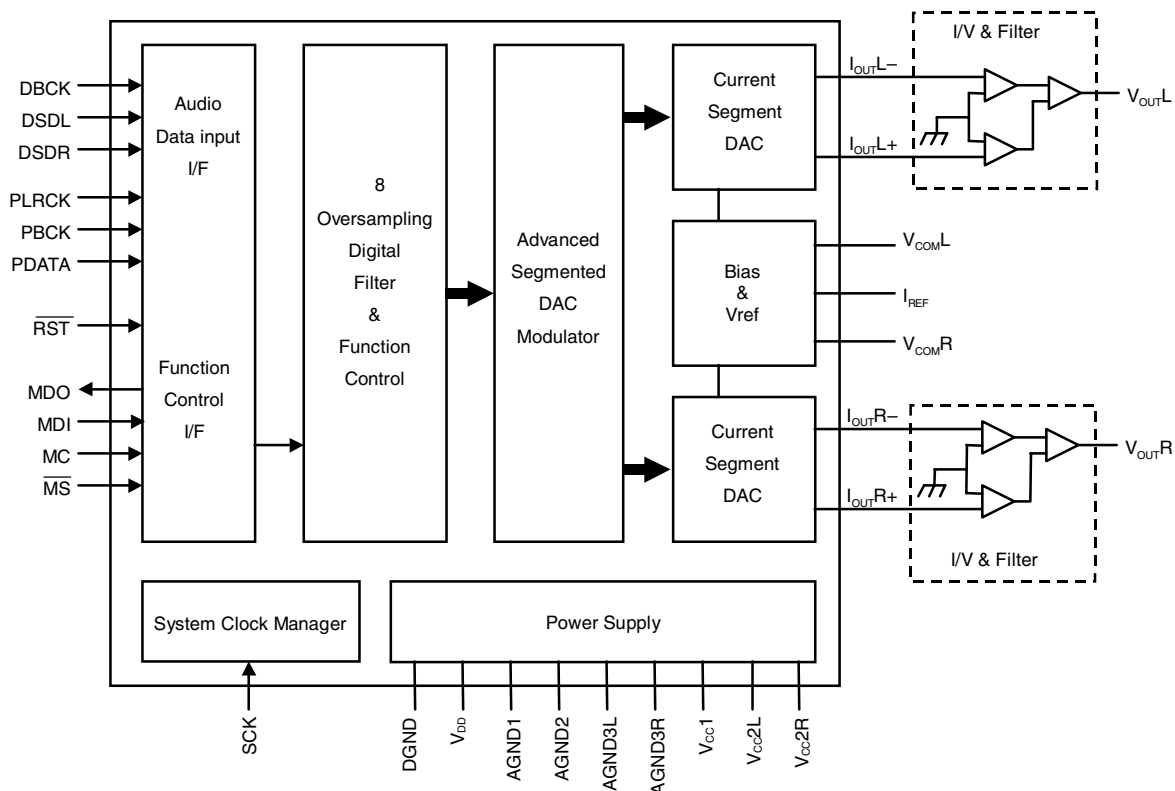 DBCK
DSDL
DSDR
PLRCK
PBCK
PDATA
RST
MDO
MDI
MC
MS
Audio
Data input
I/F
Function
Control
I/F
8
Oversampling
Digital
Filter
&
Function
Control
Advanced
Segmented
DAC
Modulator
Current
Segment
DAC
Bias
&
Vref
Current
Segment
DAC
IOUTL–
IOUTL+
I/V & Filter
VOUTL
VCOML
IREF
VCOMR
IOUTR–
IOUTR+
VOUTR
I/V & Filter
System Clock Manager
Power Supply
SCK
DGND
VDD
AGND1
AGND2
AGND3L
AGND3R
VCC1
VCC2L
VCC2R